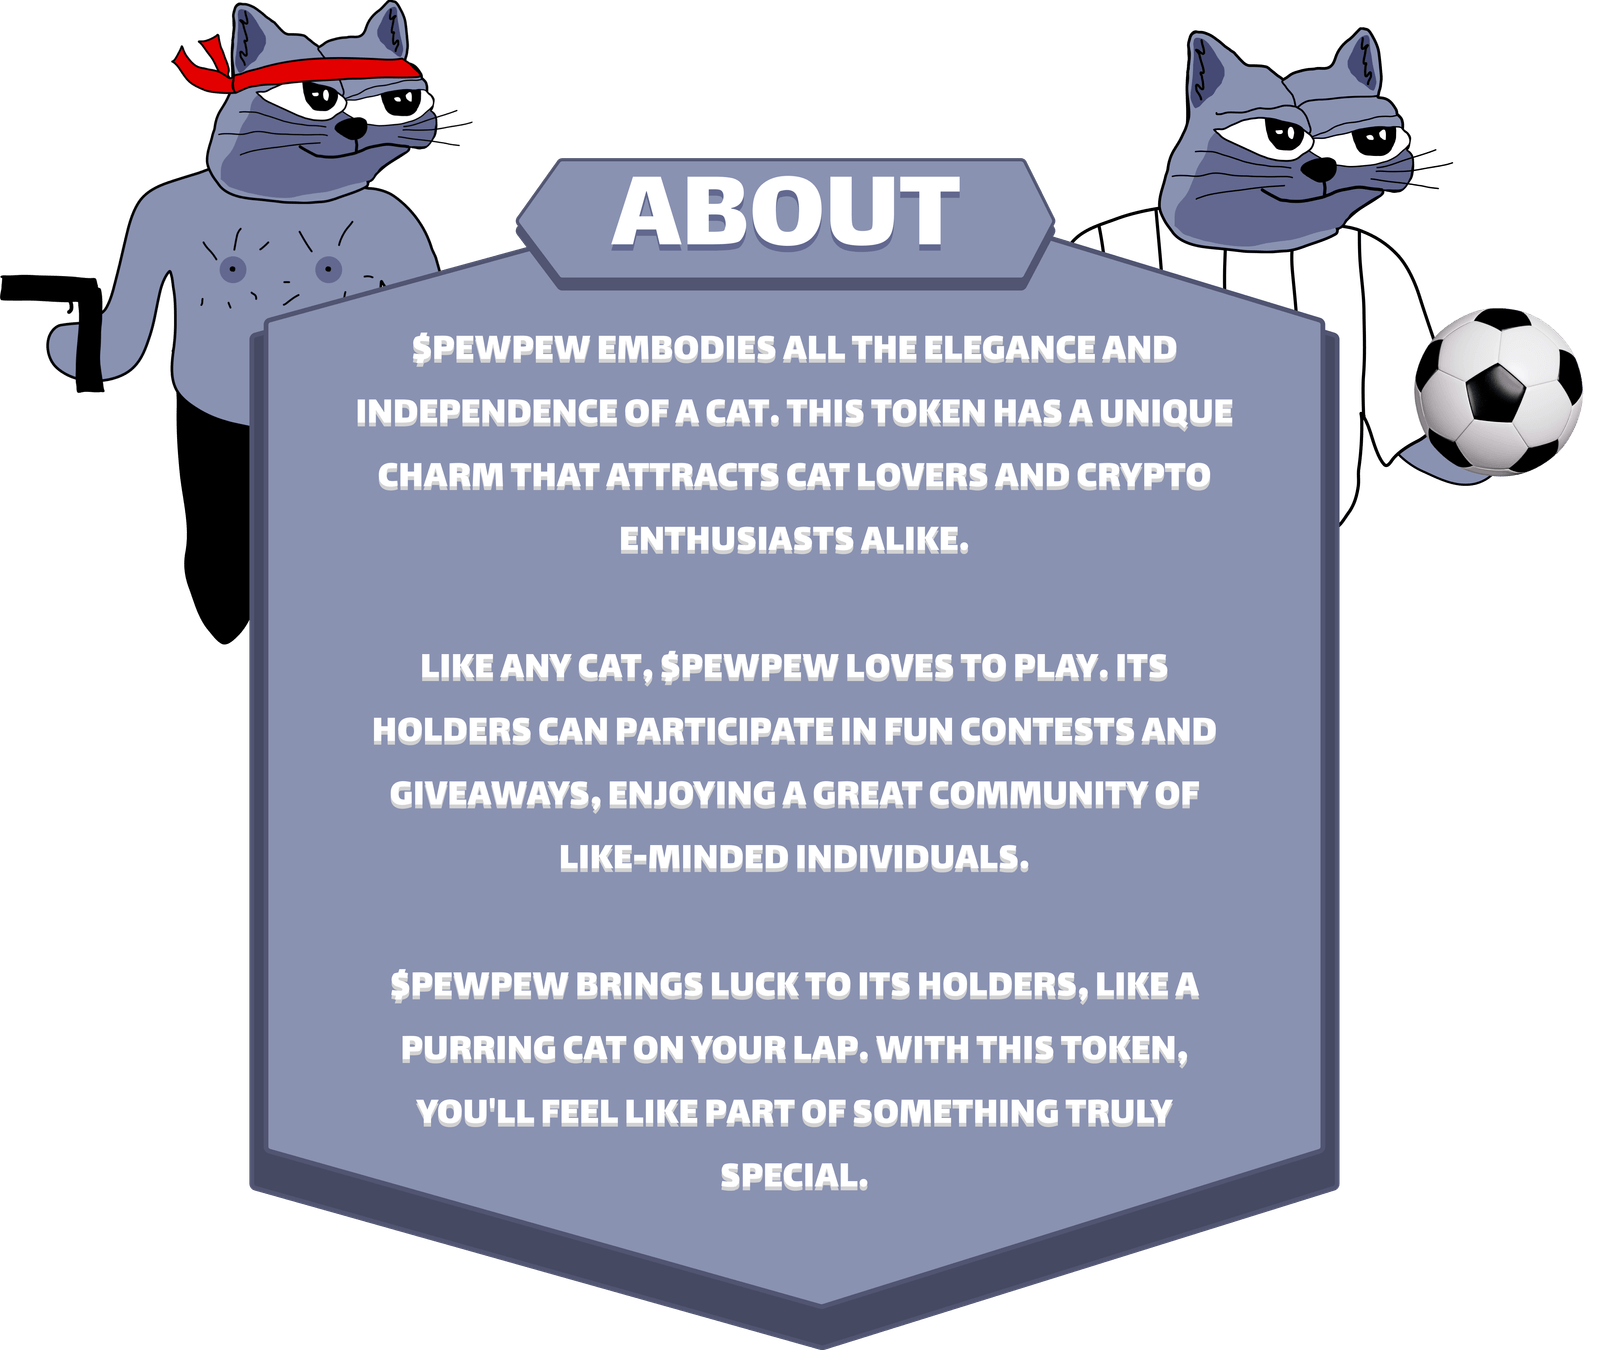 ABOUT
$PEWPEW EMBODIES ALL THE ELEGANCE AND
INDEPENDENCE OF A CAT. THIS TOKEN HAS A UNIQUE
CHARM THAT ATTRACTS CAT LOVERS AND CRYPTO
ENTHUSIASTS ALIKE.
LIKE ANY CAT, $PEWPEW LOVES TO PLAY. ITS
HOLDERS CAN PARTICIPATE IN FUN CONTESTS AND
GIVEAWAYS, ENJOYING A GREAT COMMUNITY OF
LIKE-MINDED INDIVIDUALS.
$PEWPEW BRINGS LUCK TO ITS HOLDERS, LIKE A
PURRING CAT ON YOUR LAP. WITH THIS TOKEN,
YOU'LL FEEL LIKE PART OF SOMETHING TRULY
SPECIAL.